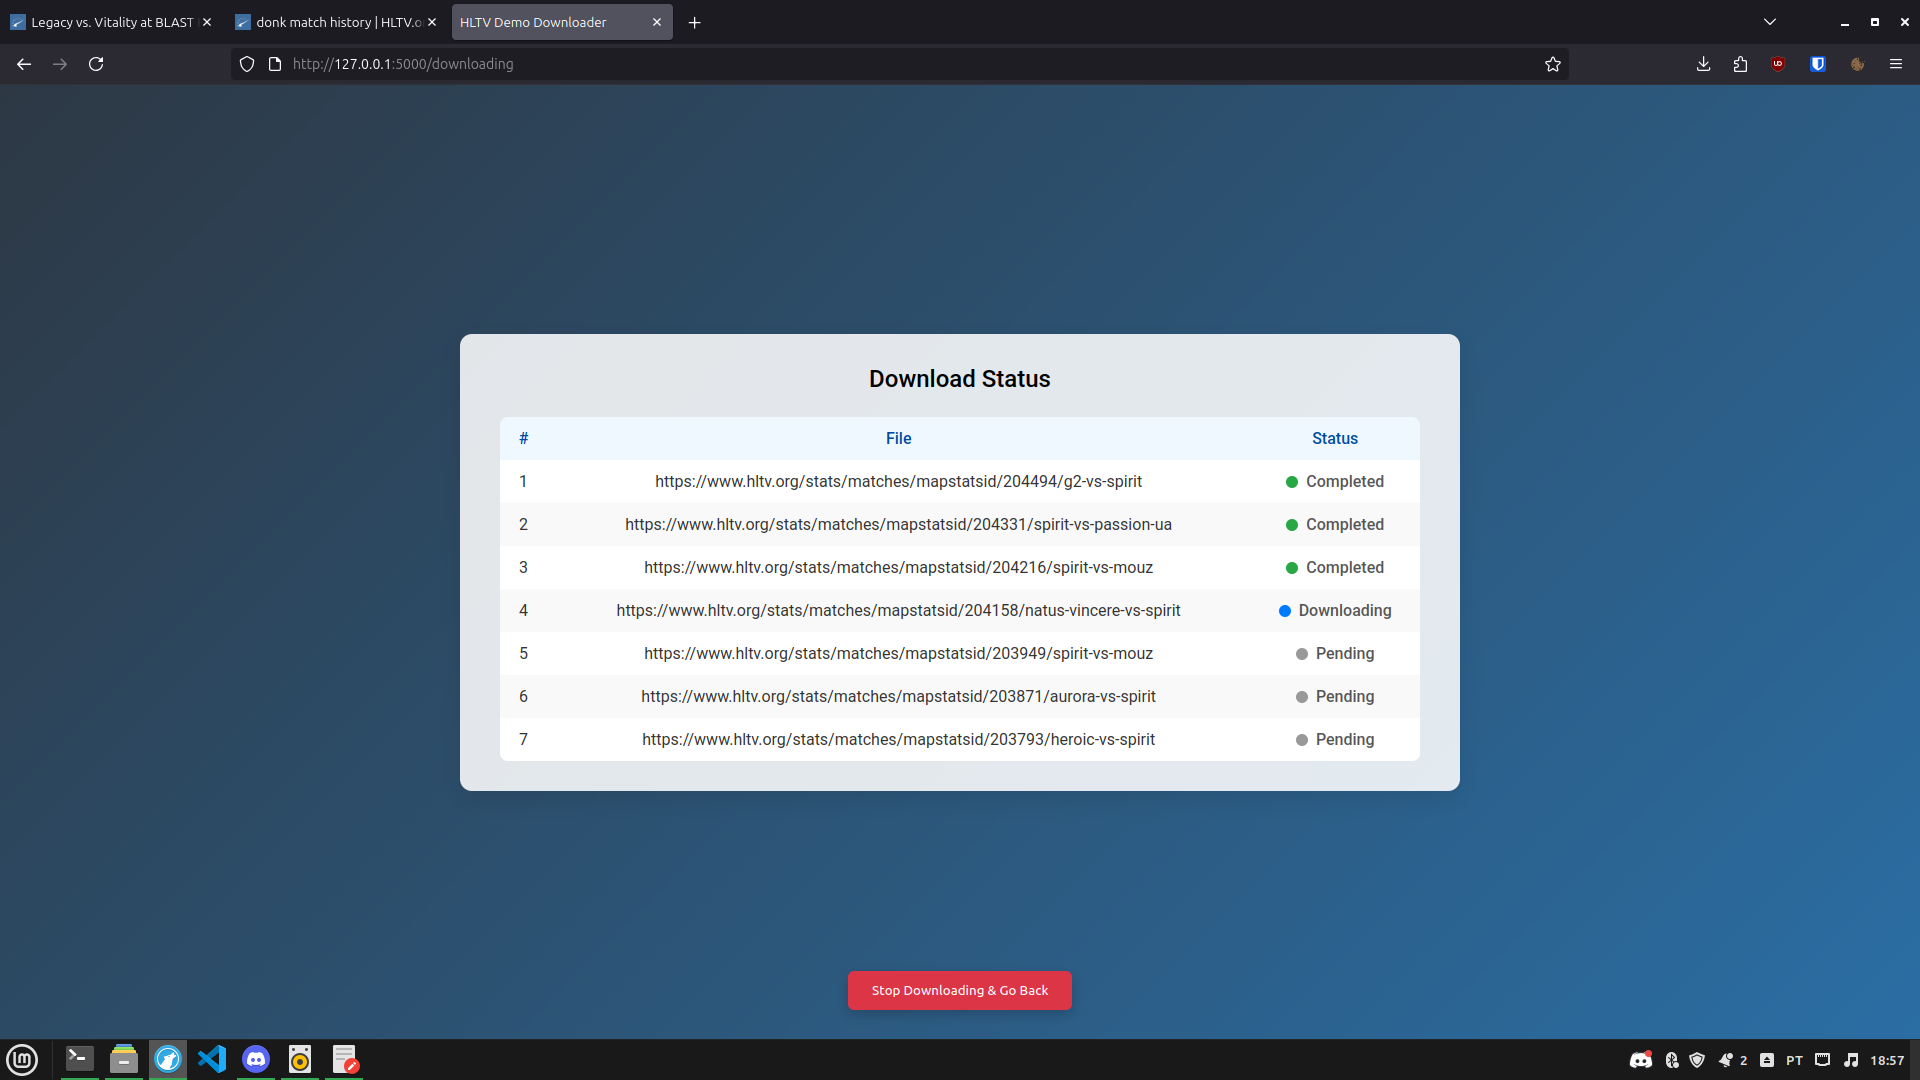 Legacy vs. Vitality at BLAST
donk match history | HLTV.o
HLTV Demo Downloader
http://127.0.0.1:5000/downloading
Download Status
# File Status
1 https://www.hltv.org/stats/matches/mapstatsid/204494/g2-vs-spirit Completed
2 https://www.hltv.org/stats/matches/mapstatsid/204331/spirit-vs-passion-ua Completed
3 https://www.hltv.org/stats/matches/mapstatsid/204216/spirit-vs-mouz Completed
4 https://www.hltv.org/stats/matches/mapstatsid/204158/natus-vincere-vs-spirit Downloading
5 https://www.hltv.org/stats/matches/mapstatsid/203949/spirit-vs-mouz Pending
6 https://www.hltv.org/stats/matches/mapstatsid/203871/aurora-vs-spirit Pending
7 https://www.hltv.org/stats/matches/mapstatsid/203793/heroic-vs-spirit Pending
Stop Downloading & Go Back
2 PT 18:57